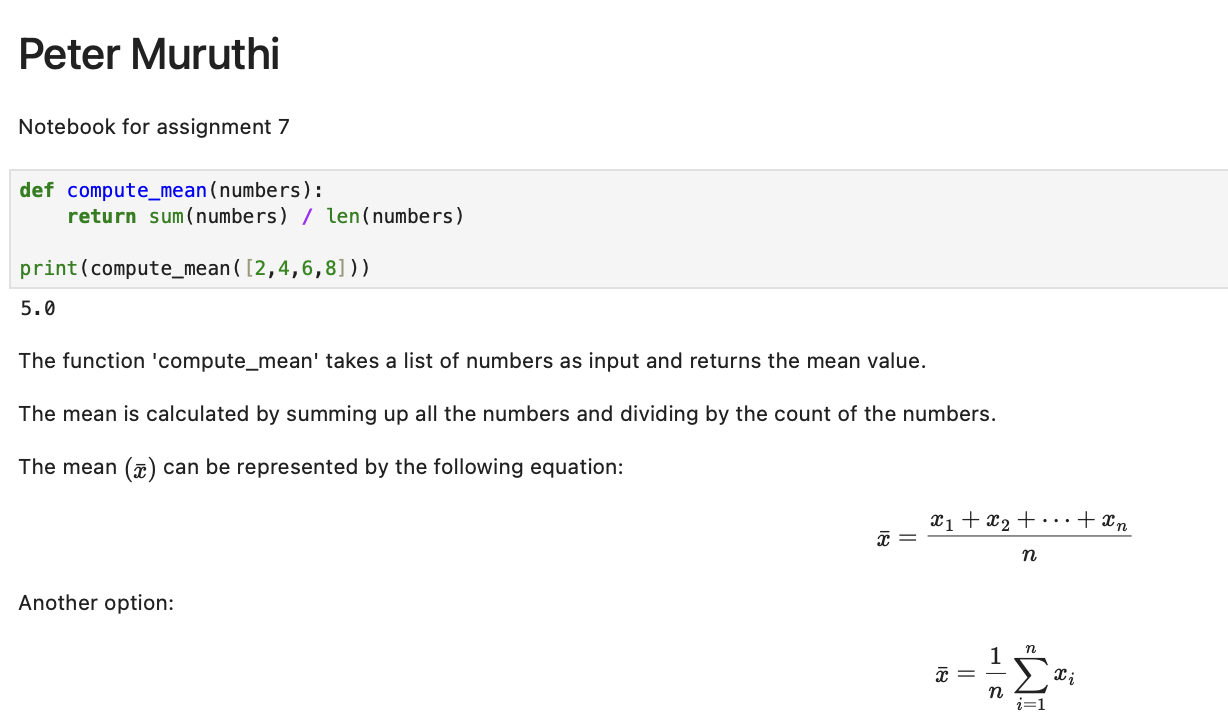 Peter Muruthi
Notebook for assignment 7
def compute_mean(numbers):
    return sum(numbers) / len(numbers)
print(compute_mean([2,4,6,8]))
5.0
The function 'compute_mean' takes a list of numbers as input and returns the mean value.
The mean is calculated by summing up all the numbers and dividing by the count of the numbers.
The mean (x̄) can be represented by the following equation:
x̄ = \frac{x_1 + x_2 + \cdots + x_n}{n}
Another option:
x̄ = \frac{1}{n} \sum_{i=1}^{n} x_i